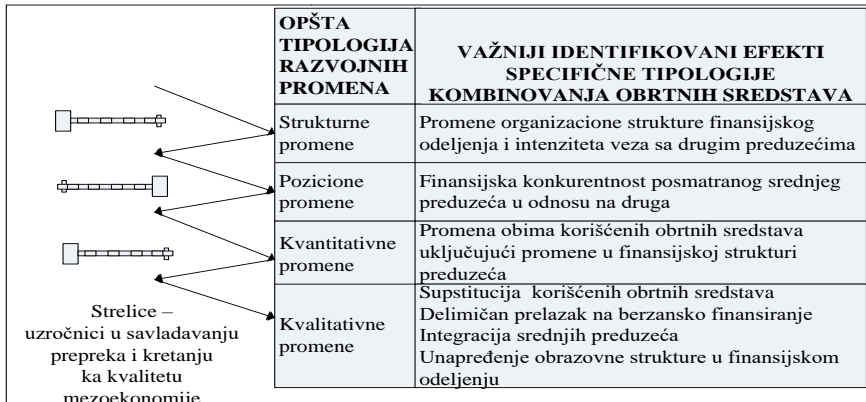 OPŠTA
TIPOLOGIJA
RAZVOJNIH
PROMENA
VAŽNIJI IDENTIFIKOVANI EFEKTI
SPECIFIČNE TIPOLOGIJE
KOMBINOVANJA OBRTNIH SREDSTAVA
Strukturne
promene
Promene organizacione strukture finansijskog
odeljenja i intenziteta veza sa drugim preduzećima
Pozicione
promene
Finansijska konkurentnost posmatranog srednjeg
preduzeća u odnosu na druga
Kvantitativne
promene
Promena obima korišćenih obrtnih sredstava
uključujući promene u finansijskoj strukturi
preduzeća
Kvalitativne
promene
Supstitucija korišćenih obrtnih sredstava
Delimičan prelazak na berzansko finansiranje
Integracija srednjih preduzeća
Unapređenje obrazovne strukture u finansijskom
odeljenju
Strelice –
uzročnici u savladavanju
prepreka i kretanju
ka kvalitetu
mezoekonomije